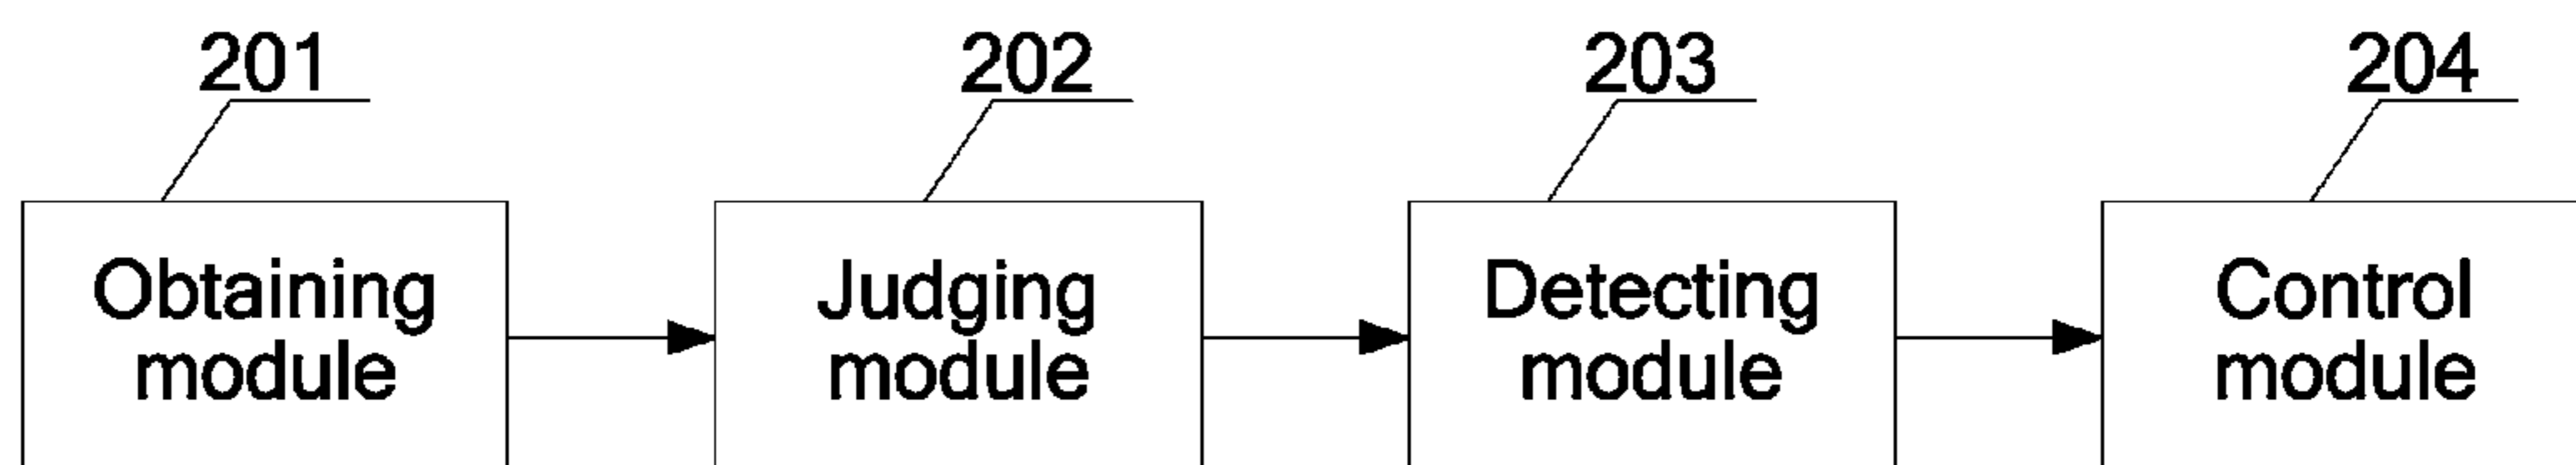 201
202
203
204
Obtaining
module
Judging
module
Detecting
module
Control
module